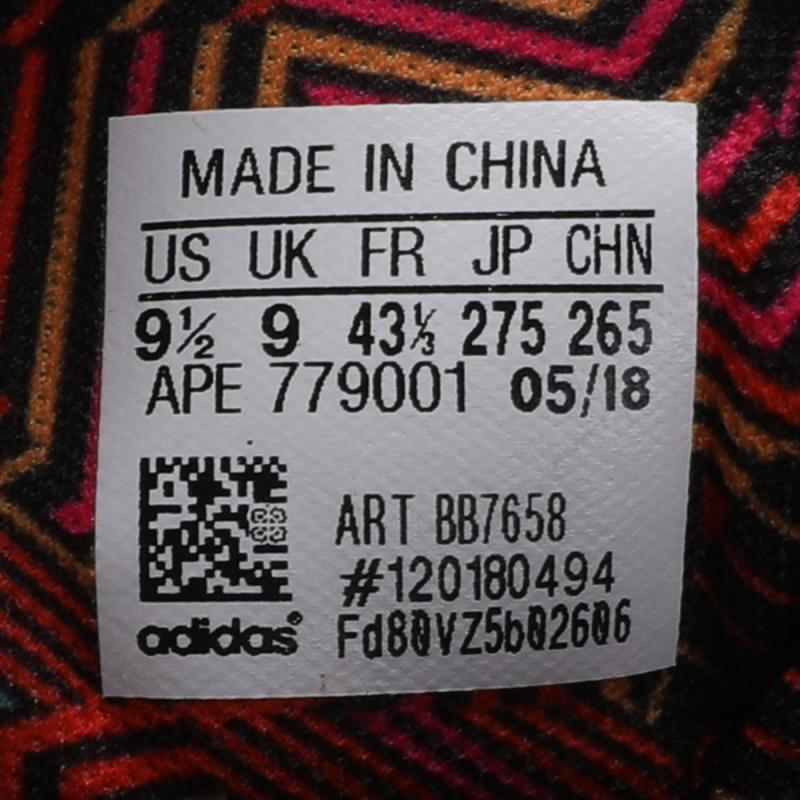 MADE IN CHINA
US UK FR JP CHN
9½ 9 43⅓ 275 265
APE 779001 05/18
ART BB7658
#120180494
Fd80VZ5b02606
adidas®